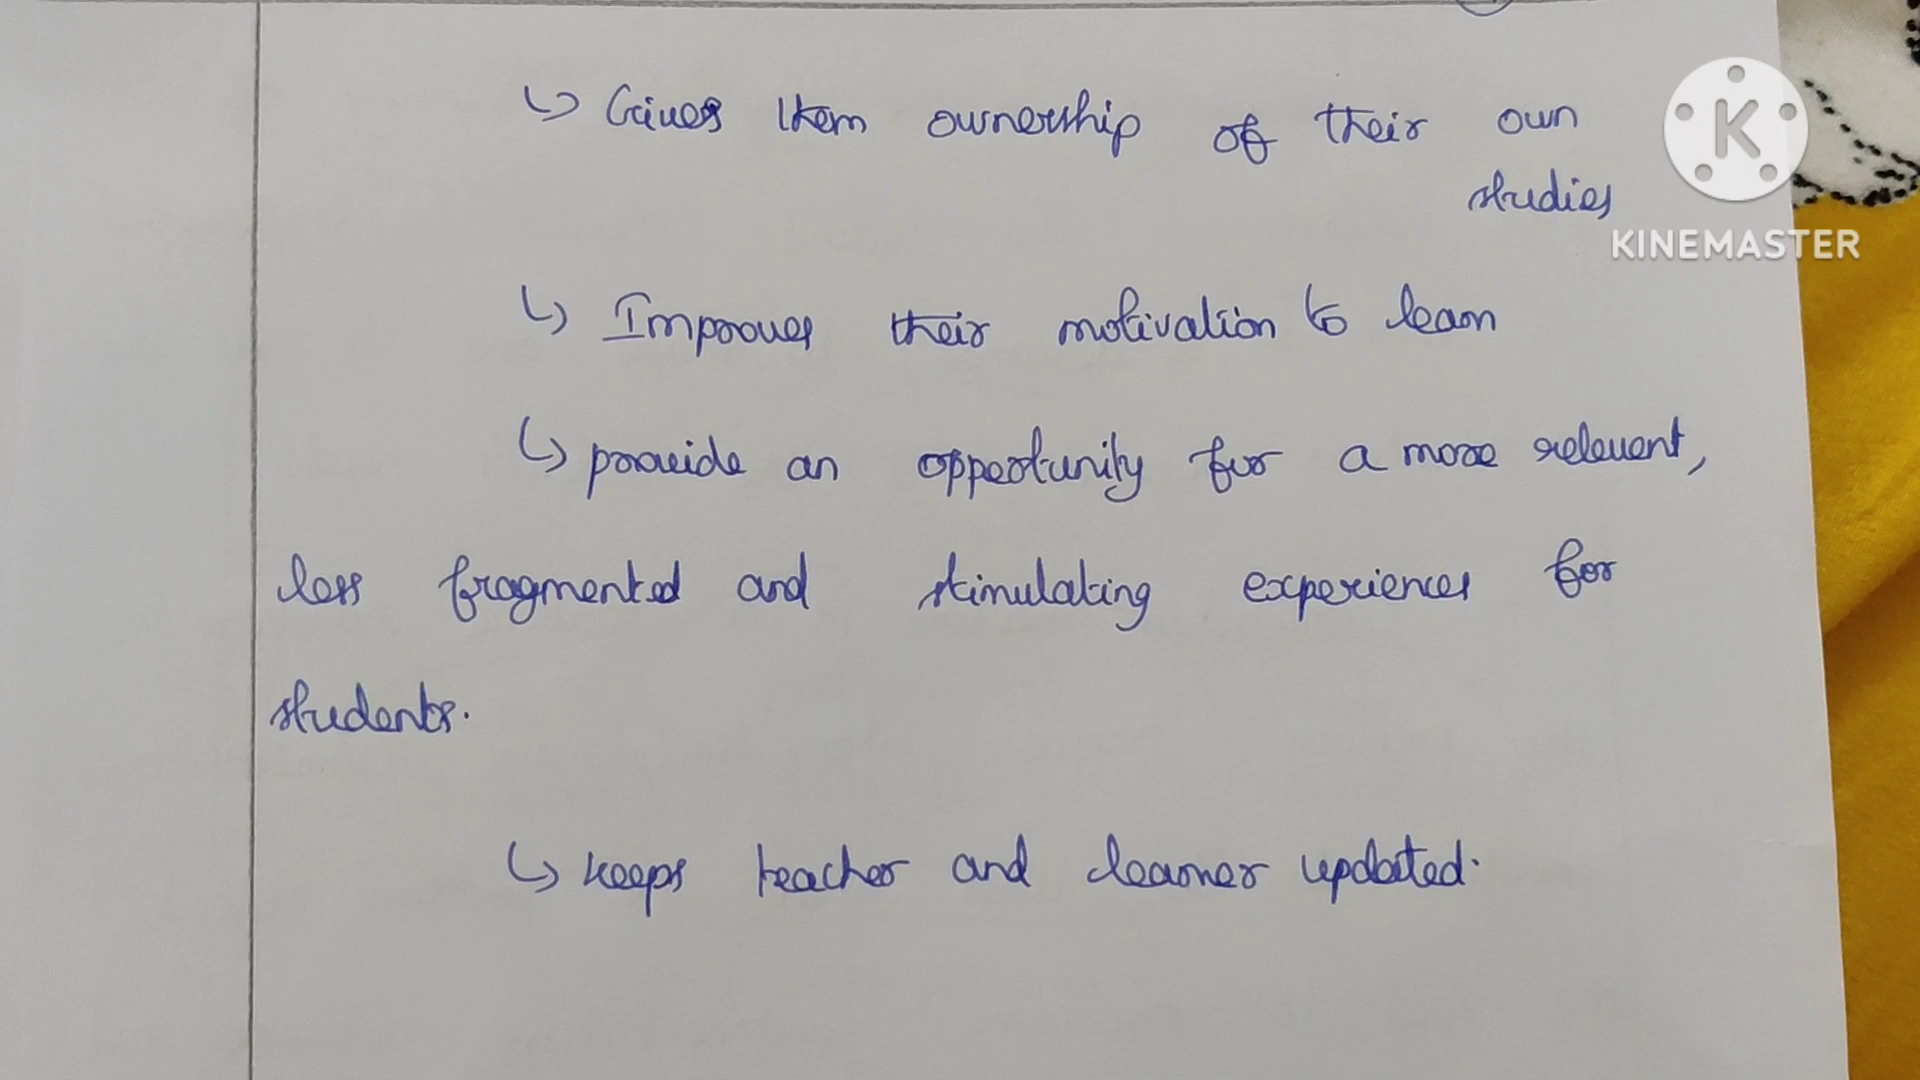 ↳ Gives them ownership of their own
studies
K
KINEMASTER
↳ Improves their motivation to learn
↳ provide an opportunity for a more relevent,
less fragmented and stimulating experiences for
students.
↳ keeps teacher and learner updated.